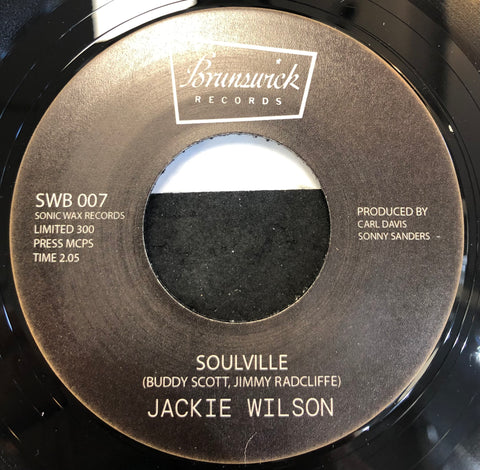 Brunswick
RECORDS
SWB 007
SONIC WAX RECORDS
LIMITED 300
PRESS MCPS
TIME 2.05
PRODUCED BY
CARL DAVIS
SONNY SANDERS -
SOULVILLE
(BUDDY SCOTT, JIMMY RADCLIFFE)
JACKIE WILSON